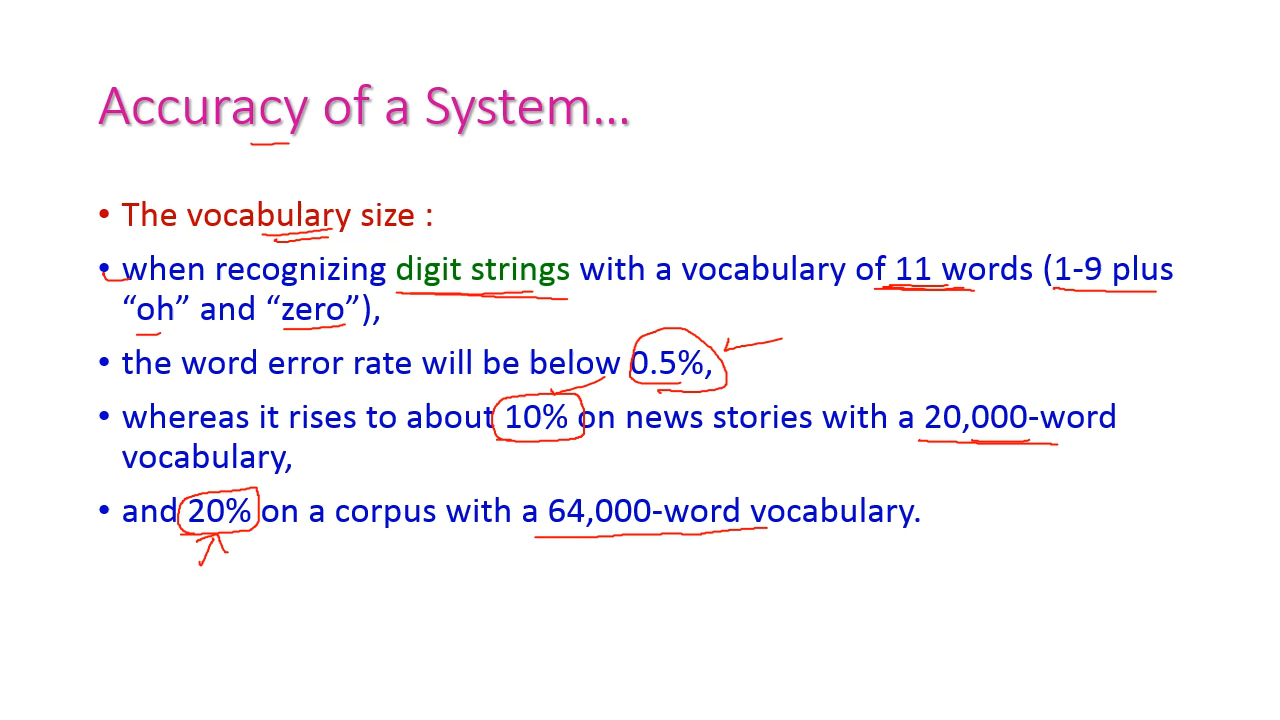 Accuracy of a System...
• The vocabulary size :
• when recognizing digit strings with a vocabulary of 11 words (1-9 plus
“oh” and “zero”),
• the word error rate will be below 0.5%,
• whereas it rises to about 10% on news stories with a 20,000-word
vocabulary,
• and 20% on a corpus with a 64,000-word vocabulary.